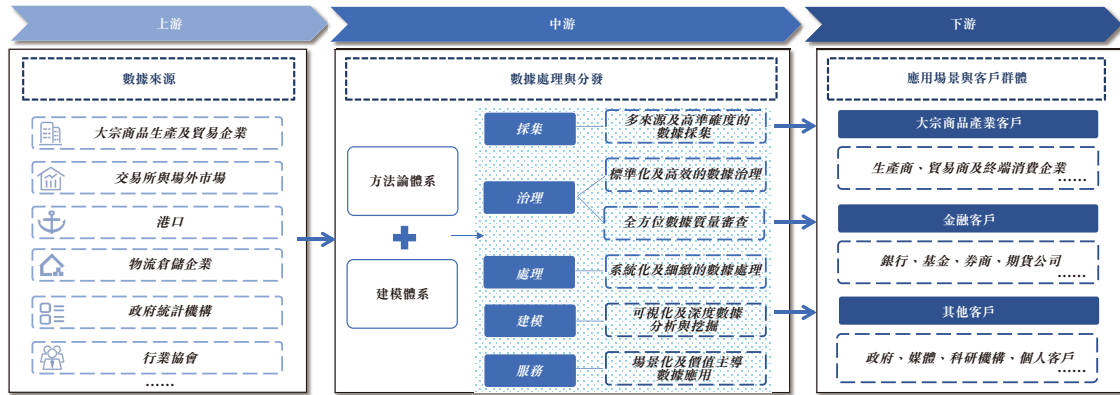 上游
中游
下游
數據來源
大宗商品生產及貿易企業
交易所與場外市場
港口
物流倉儲企業
政府統計機構
行業協會
......
數據處理與分發
方法論體系
建模體系
採集
多來源及高準確度的
數據採集
治理
標準化及高效的數據治理
全方位數據質量審查
處理
系統化及細緻的數據處理
建模
可視化及深度數據
分析與挖掘
服務
場景化及價值主導
數據應用
應用場景與客戶群體
大宗商品產業客戶
生產商、貿易商及終端消費企業
......
金融客戶
銀行、基金、券商、期貨公司
......
其他客戶
政府、媒體、科研機構、個人客戶
......